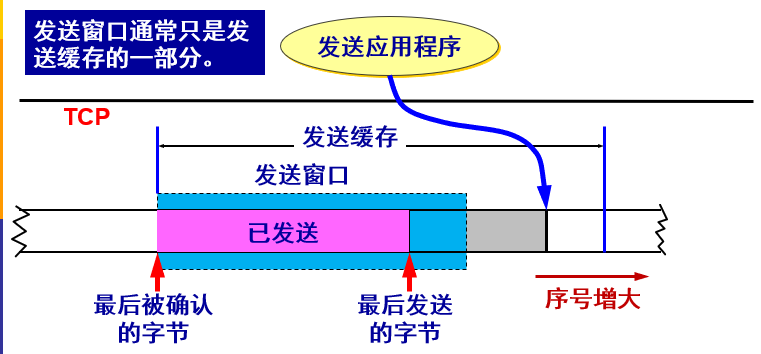 发送窗口通常只是发
送缓存的一部分。
发送应用程序
TCP
发送缓存
发送窗口
已发送
最后被确认
的字节
最后发送
的字节
序号增大